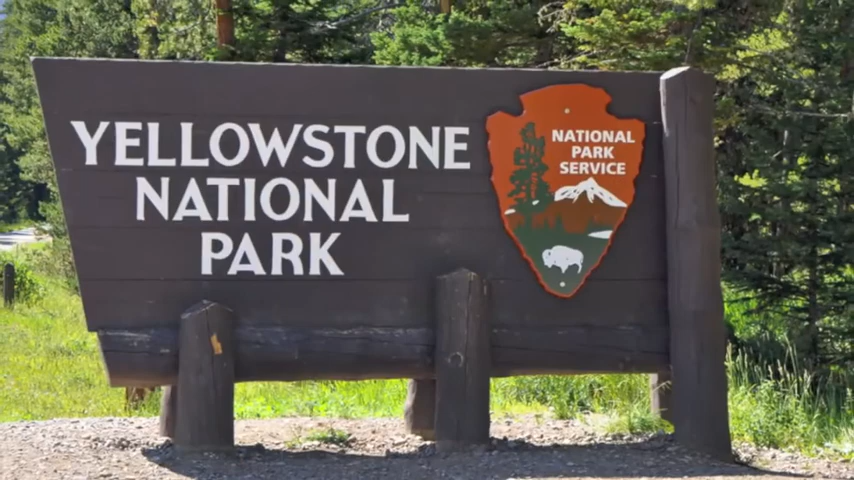 YELLOWSTONE
NATIONAL
PARK
NATIONAL
PARK
SERVICE